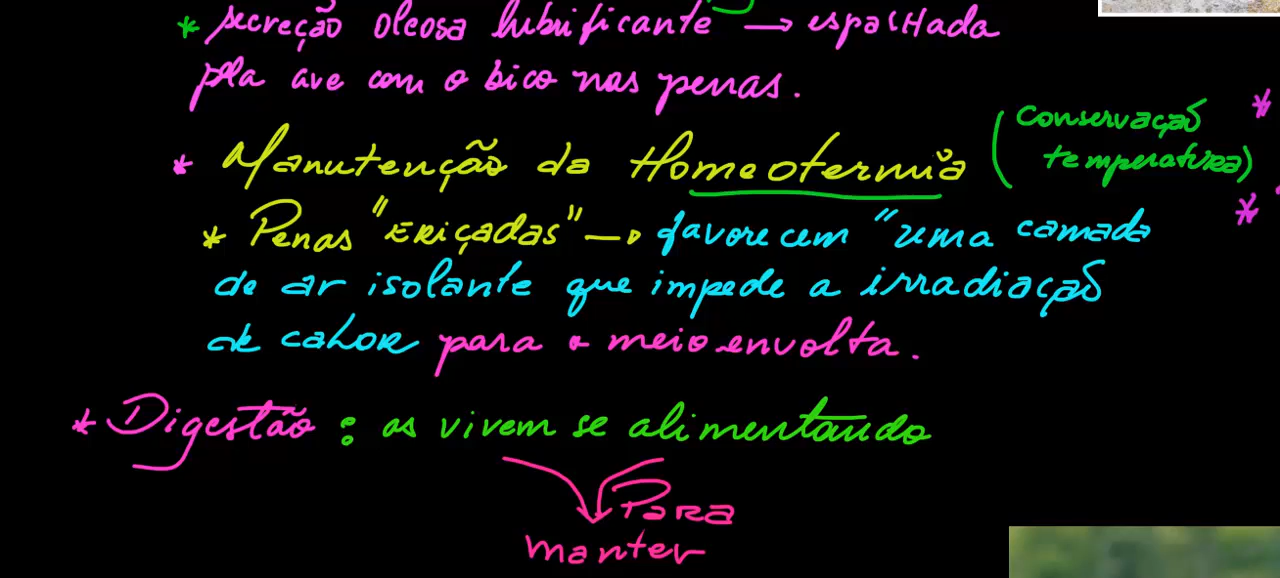 * secreção oleosa lubrificante → espalhada
pela ave com o bico nas penas.
* Manutenção da Homeotermia (conservação
temperatura)
* Penas "ERIÇADAS" → favorecem "uma camada
de ar isolante que impede a irradiação
de calor para o meio envolta.
* Digestão : as vivem se alimentando
Para
manter